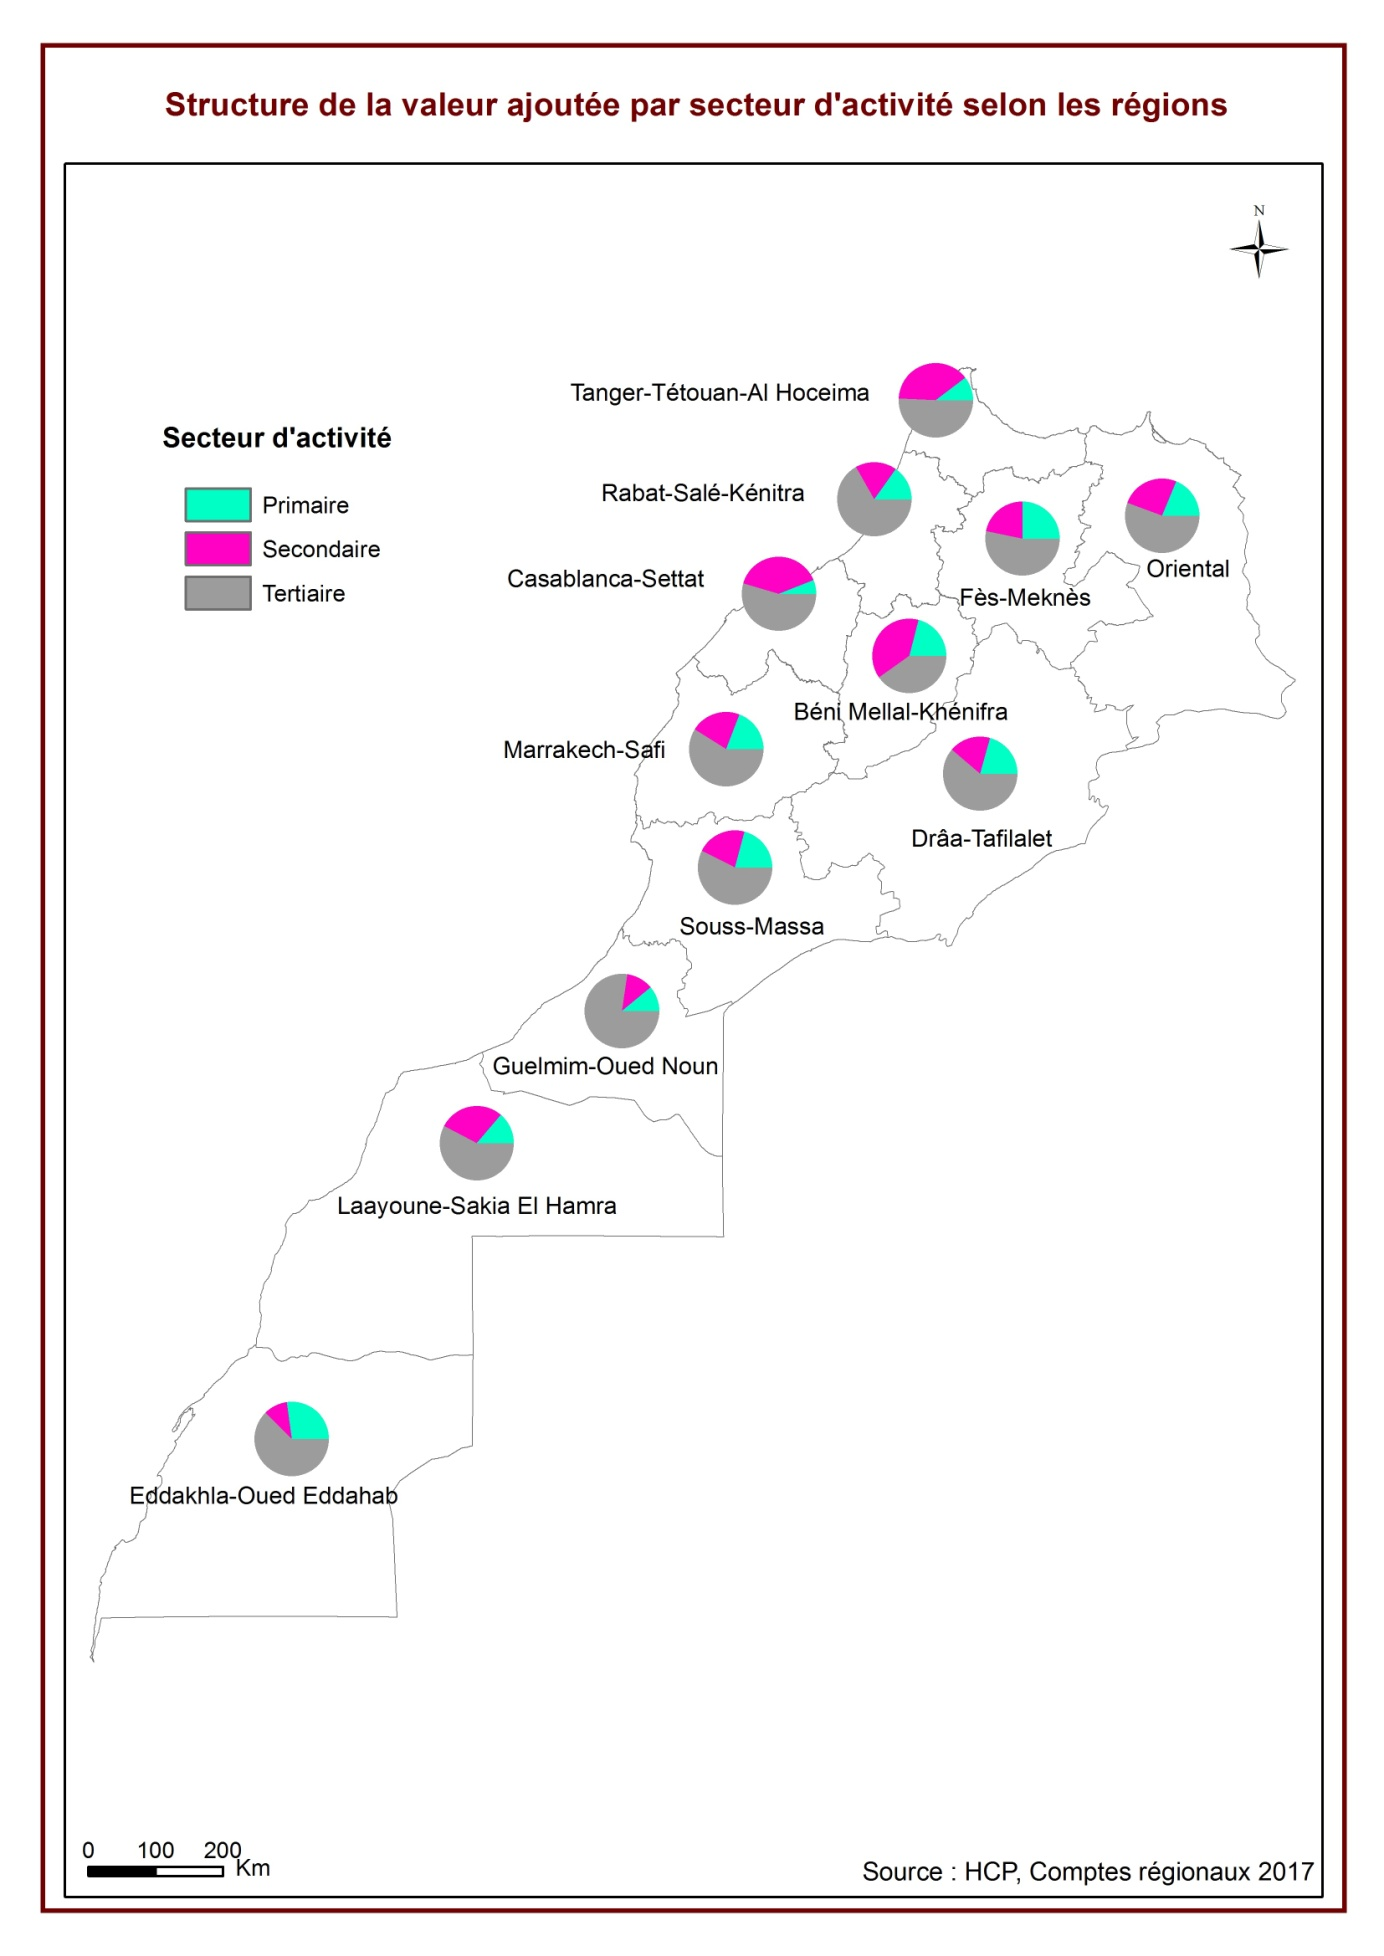 Structure de la valeur ajoutée par secteur d'activité selon les régions
N
Tanger-Tétouan-Al Hoceima
Secteur d'activité
Primaire
Secondaire
Tertiaire
Rabat-Salé-Kénitra
Oriental
Casablanca-Settat
Fès-Meknès
Béni Mellal-Khénifra
Marrakech-Safi
Drâa-Tafilalet
Souss-Massa
Guelmim-Oued Noun
Laayoune-Sakia El Hamra
Eddakhla-Oued Eddahab
0 100 200
Km
Source : HCP, Comptes régionaux 2017